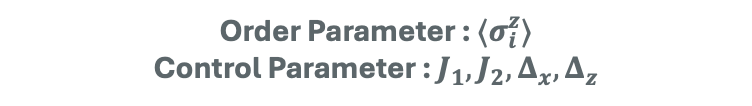 Order Parameter : ⟨σᵢᶻ⟩
Control Parameter : J₁, J₂, Δₓ, Δ_z